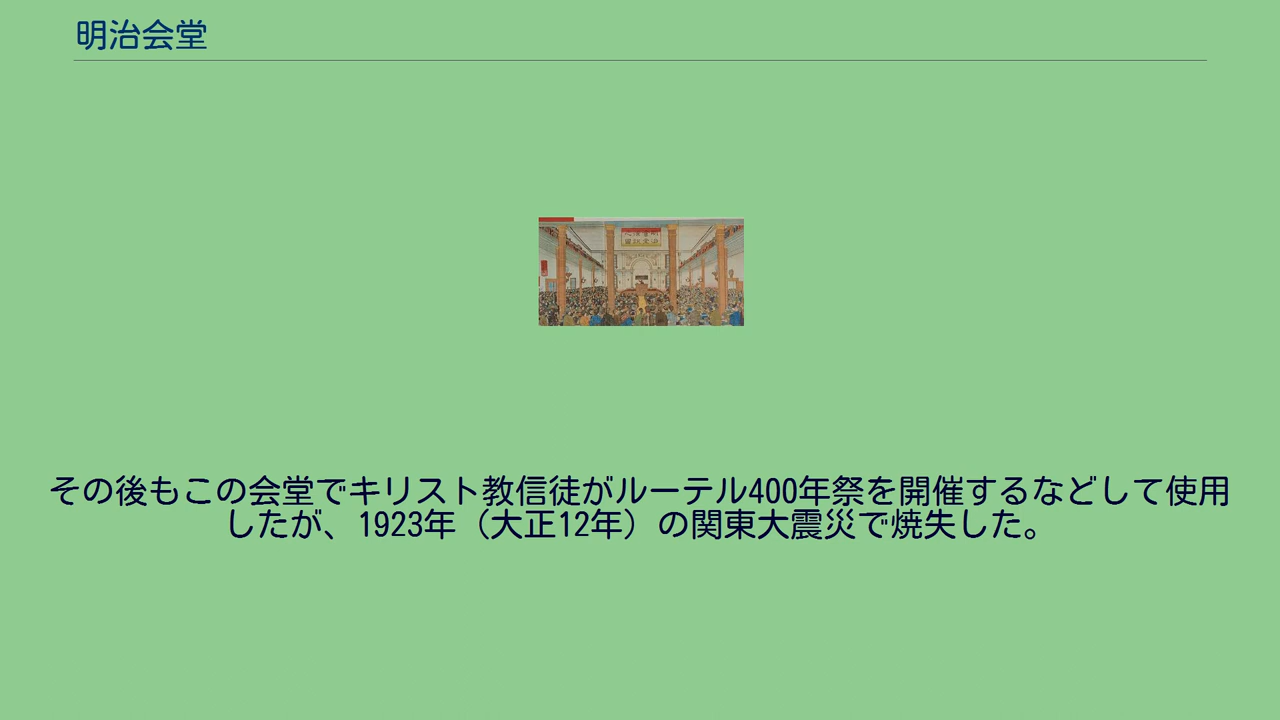 明治会堂
その後もこの会堂でキリスト教信徒がルーテル400年祭を開催するなどして使用
したが、1923年（大正12年）の関東大震災で焼失した。